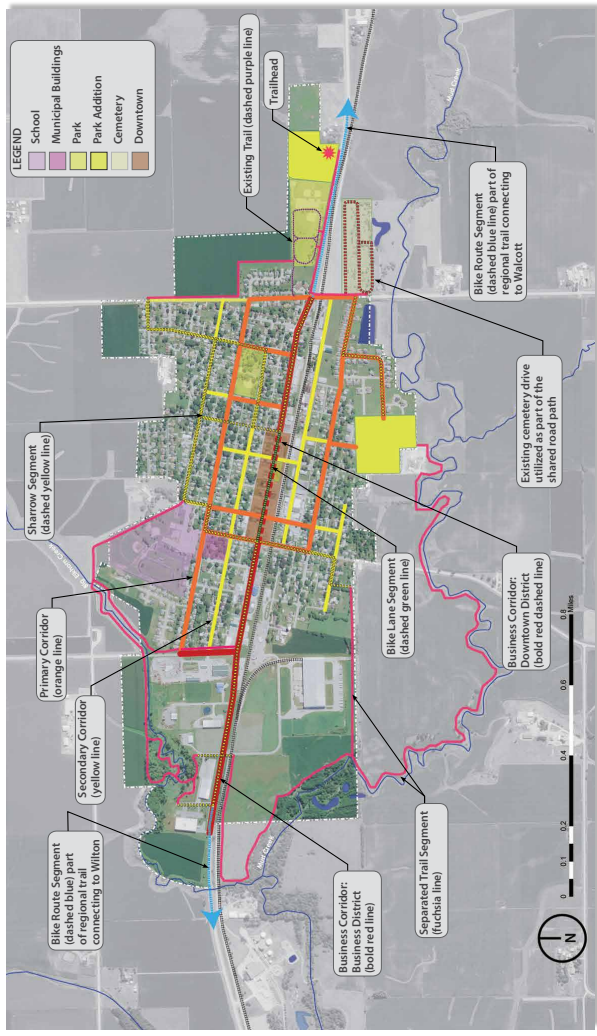 LEGEND
School
Municipal Buildings
Park
Park Addition
Cemetery
Downtown
Existing Trail (dashed purple line)
Trailhead
Bike Route Segment
(dashed blue line) part of
regional trail connecting
to Walcott
Existing cemetery drive
utilized as part of the
shared road path
Sharrow Segment
(dashed yellow line)
Bike Lane Segment
(dashed green line)
Business Corridor:
Downtown District
(bold red dashed line)
Primary Corridor
(orange line)
Secondary Corridor
(yellow line)
Separated Trail Segment
(fuchsia line)
Bike Route Segment
(dashed blue) part
of regional trail
connecting to Wilton
Business Corridor:
Business District
(bold red line)
0
0.1
0.2
0.4
0.6
0.8
Miles
N